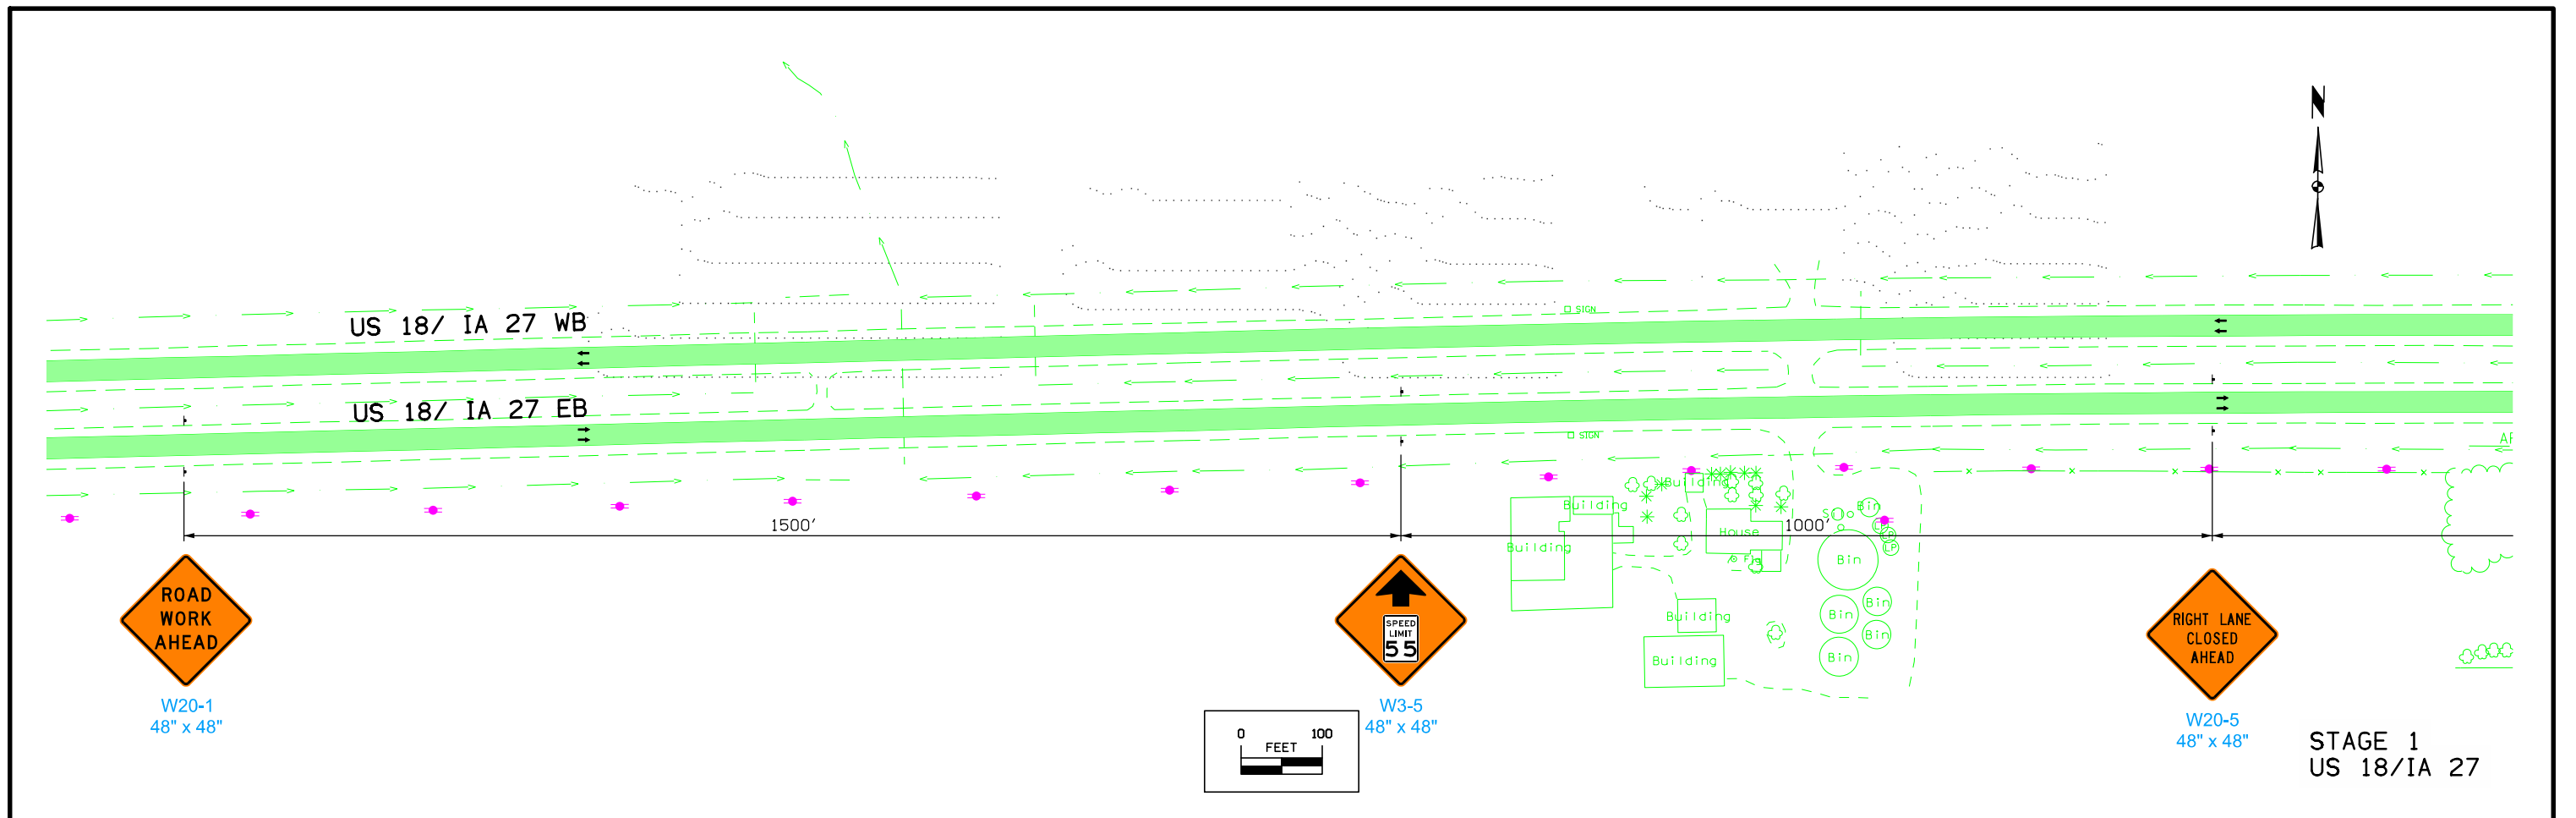 N
SIGN
US 18/ IA 27 WB
US 18/ IA 27 EB
SIGN
Building
Building
Building
House
Bin
Bin
LP
LP
1500'
1000'
Bin
Bin
Bin
Bin
Building
Building
ROAD
WORK
AHEAD
W20-1
48" x 48"
SPEED
LIMIT
55
W3-5
48" x 48"
RIGHT LANE
CLOSED
AHEAD
W20-5
48" x 48"
0 100
FEET
STAGE 1
US 18/IA 27